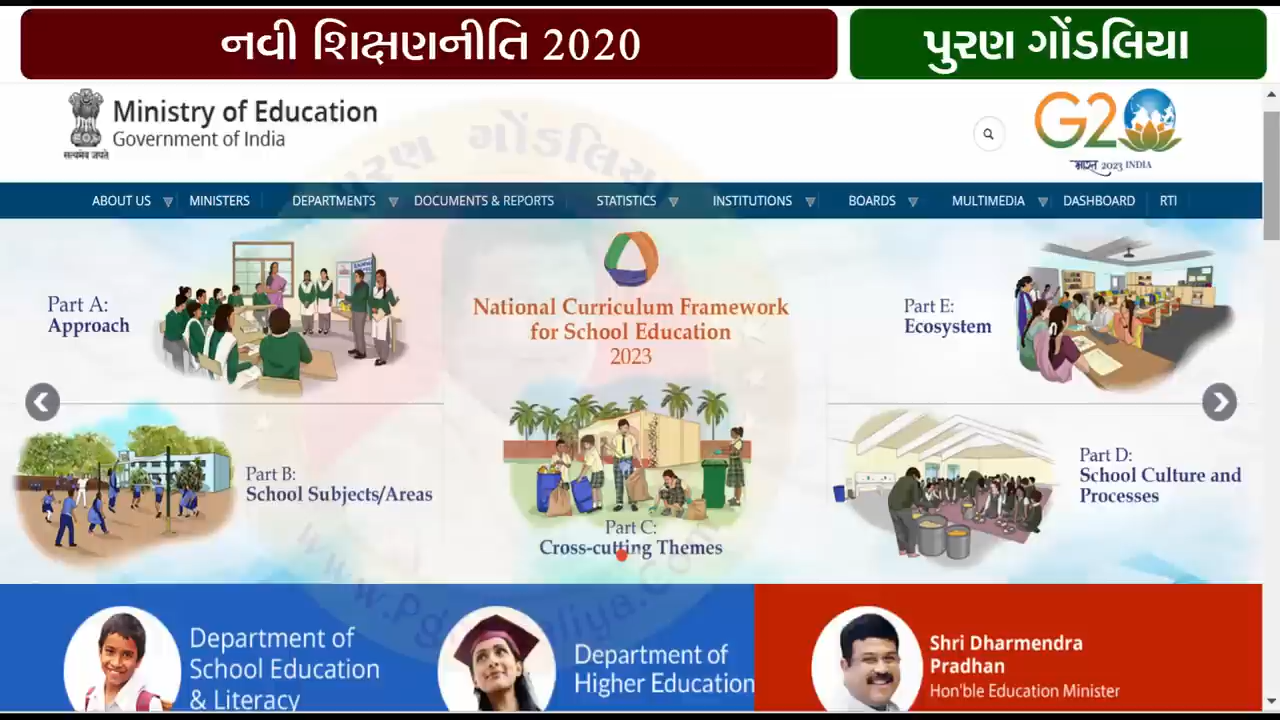 નવી શિક્ષણનીતિ 2020
પુરણ ગોંડલિયા
Ministry of Education
Government of India
सत्यमेव जयते
G20
भारत 2023 INDIA
ABOUT US
MINISTERS
DEPARTMENTS
DOCUMENTS & REPORTS
STATISTICS
INSTITUTIONS
BOARDS
MULTIMEDIA
DASHBOARD
RTI
Part A:
Approach
National Curriculum Framework
for School Education
2023
Part E:
Ecosystem
Part B:
School Subjects/Areas
Part C:
Cross-cutting Themes
Part D:
School Culture and
Processes
Department of
School Education
& Literacy
Department of
Higher Education
Shri Dharmendra
Pradhan
Hon'ble Education Minister
પુરણ ગોંડલિયા